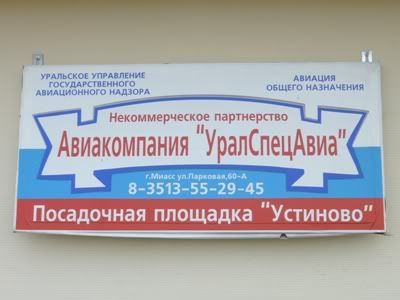 УРАЛЬСКОЕ УПРАВЛЕНИЕ
ГОСУДАРСТВЕННОГО
АВИАЦИОННОГО НАДЗОРА
АВИАЦИЯ
ОБЩЕГО НАЗНАЧЕНИЯ
Некоммерческое партнерство
Авиакомпания "УралСпецАвиа"
г.Миасс ул.Парковая,60-А
8-3513-55-29-45
Посадочная площадка "Устиново"